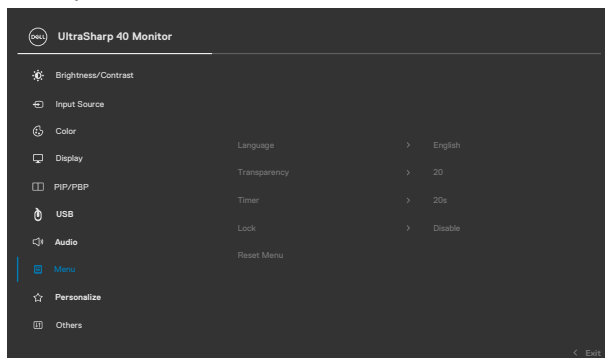 DELL UltraSharp 40 Monitor
Brightness/Contrast
Input Source
Color
Display
PIP/PBP
USB
Audio
Menu
Personalize
Others
Language > English
Transparency > 20
Timer > 20s
Lock > Disable
Reset Menu
< Exit